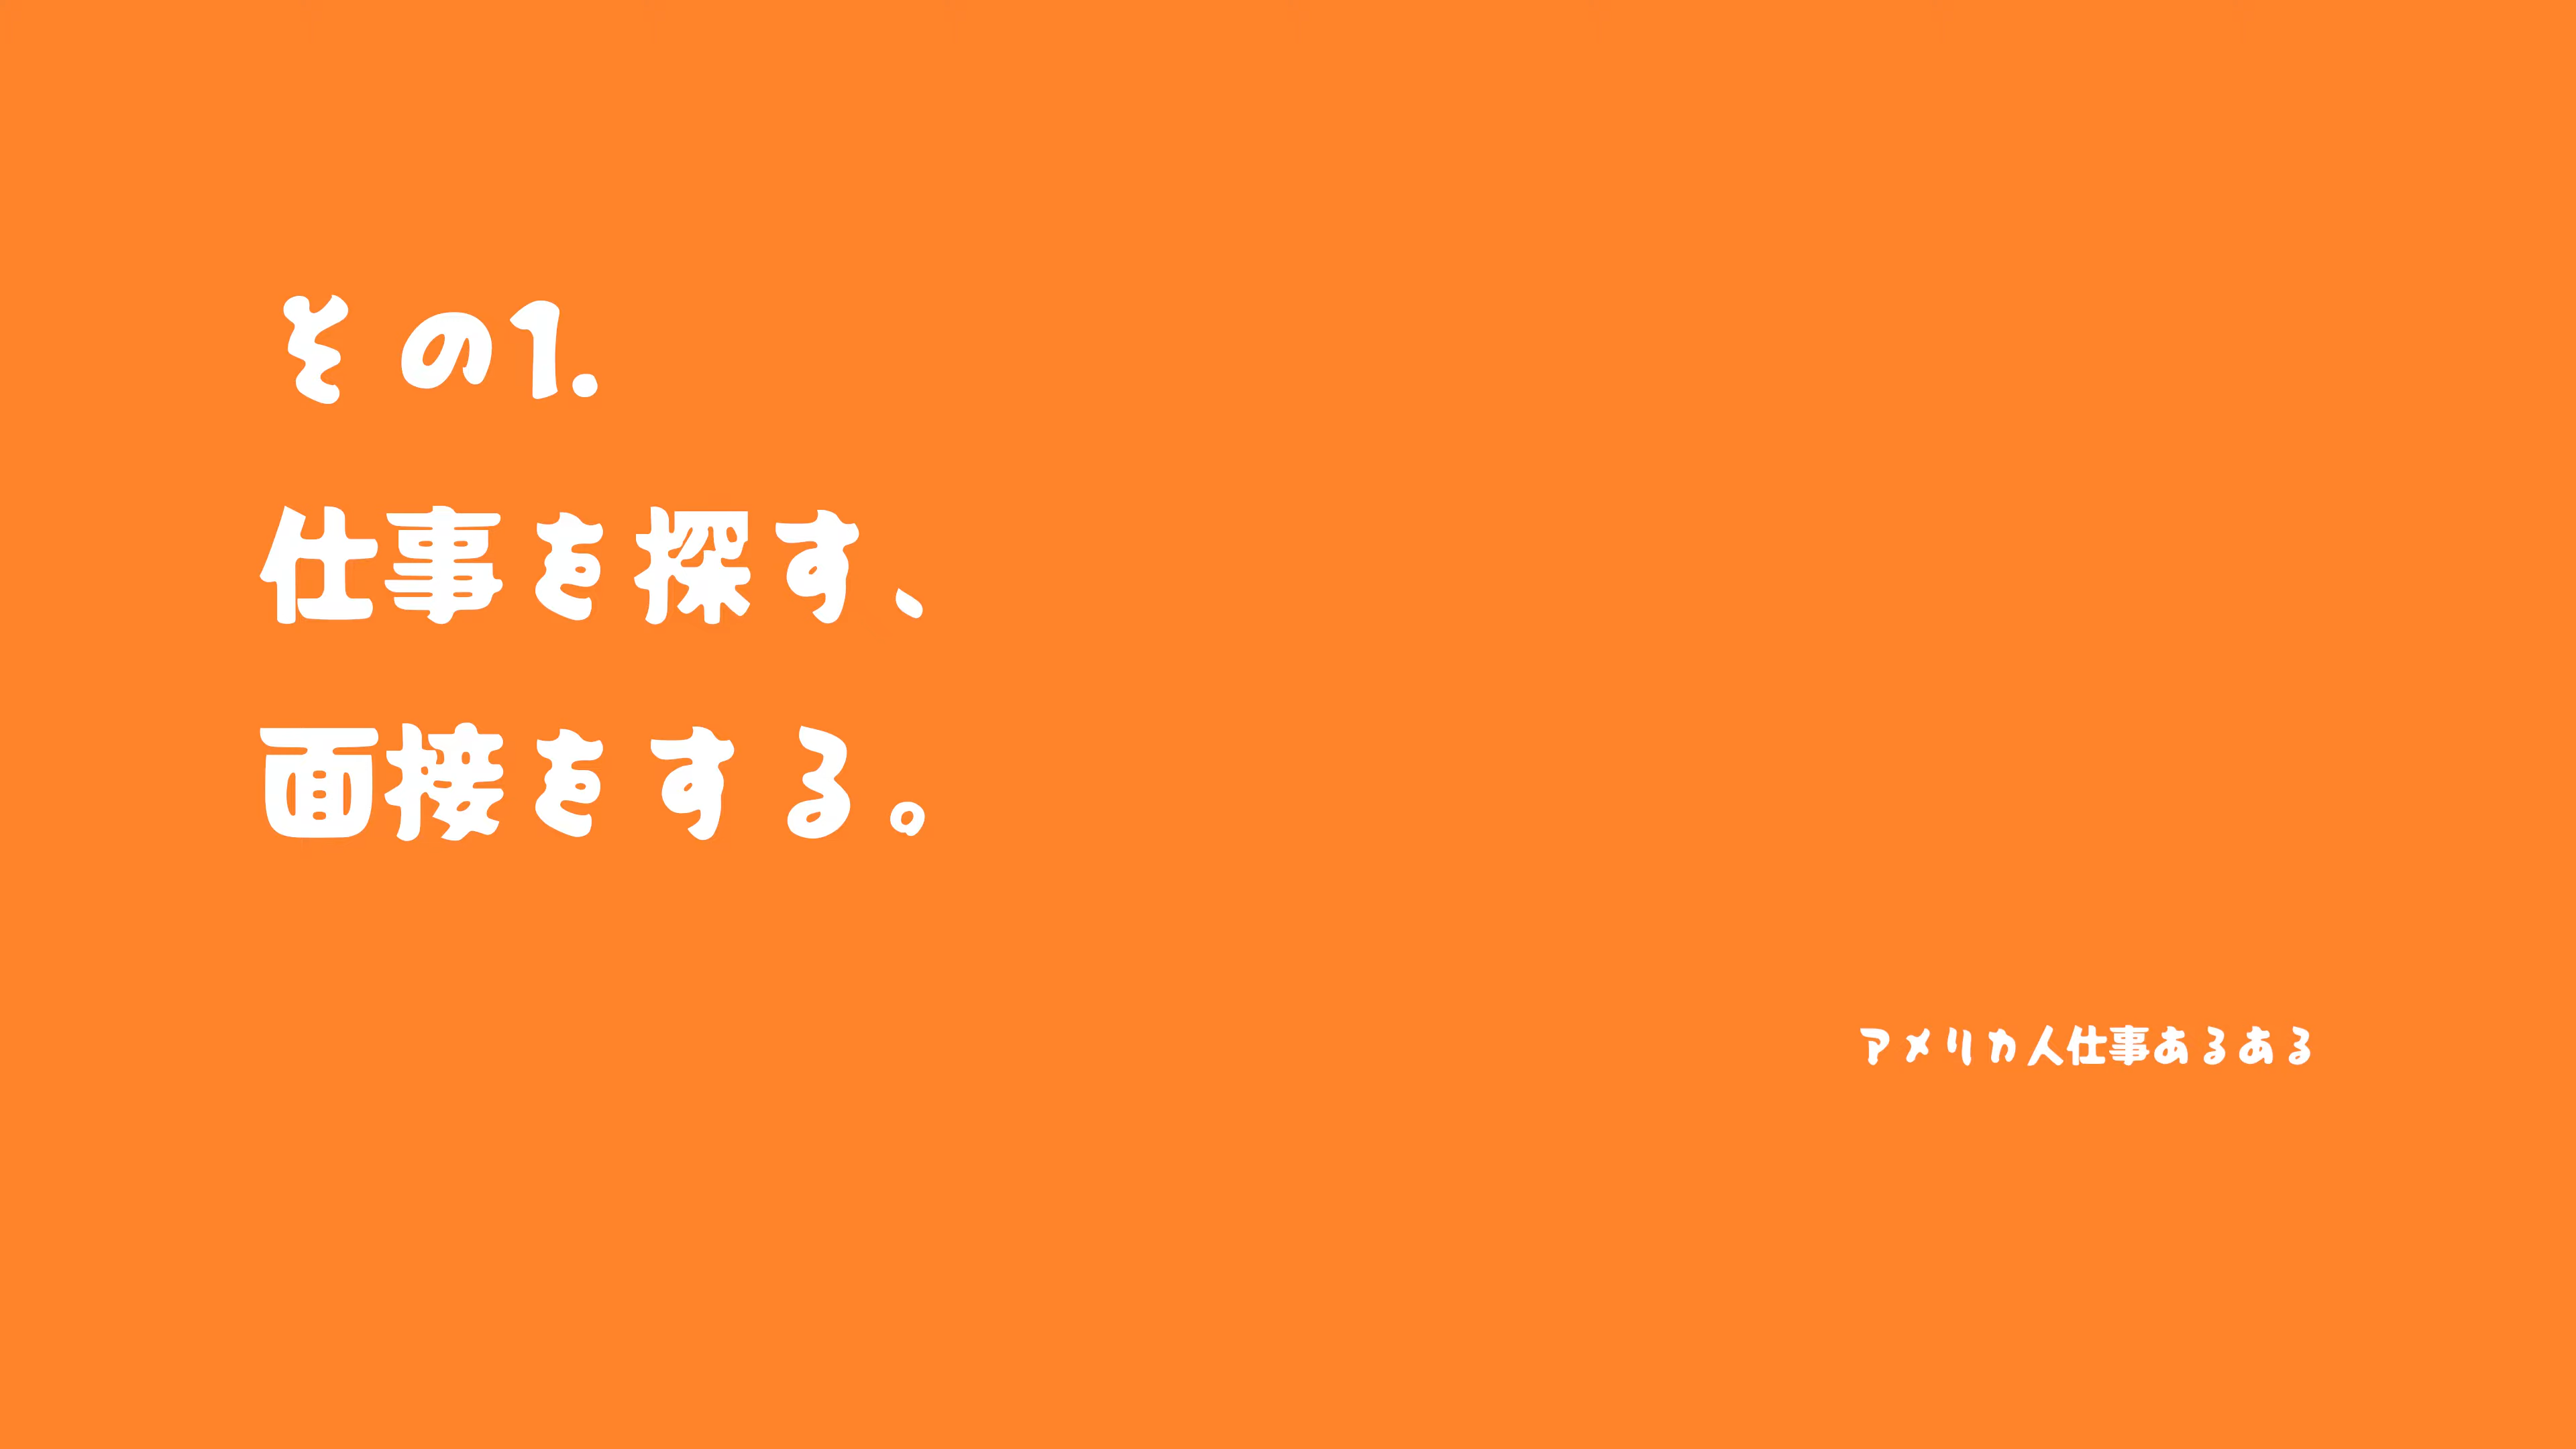 その1.
仕事を探す、
面接をする。
アメリカ人仕事あるある